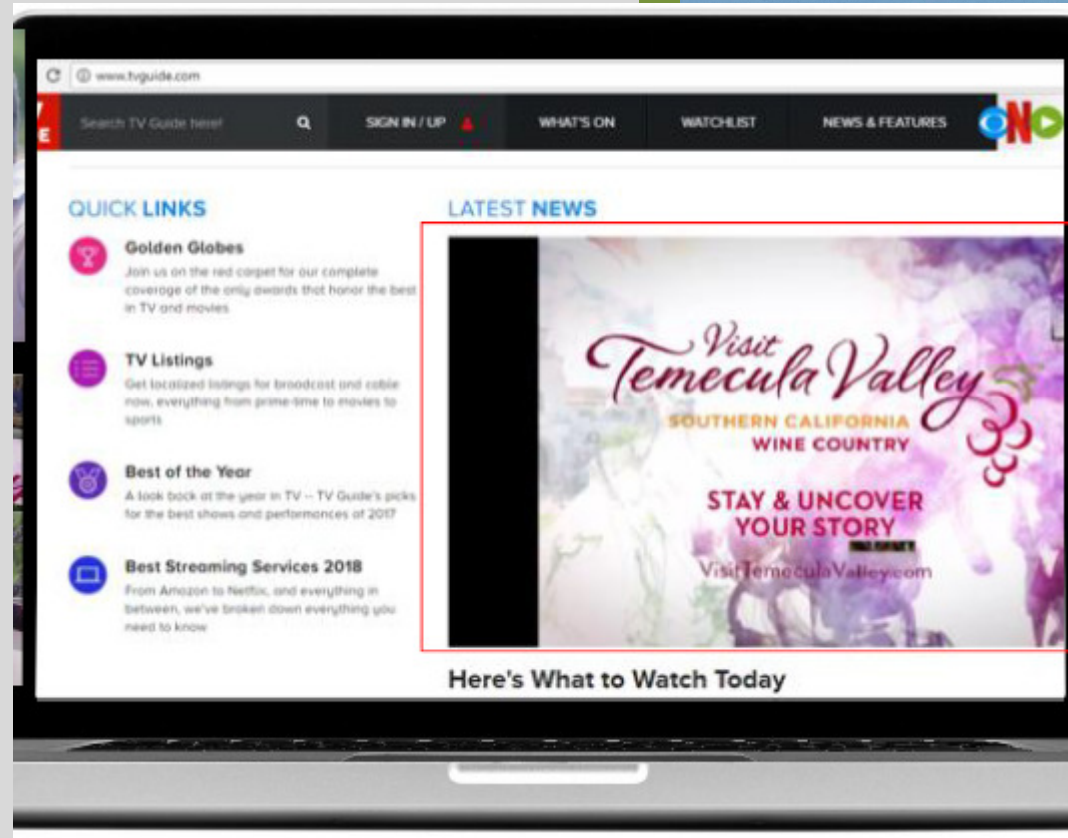 www.tvguide.com
Search TV Guide here!
SIGN IN / UP
WHAT'S ON
WATCHLIST
NEWS & FEATURES
QUICK LINKS
Golden Globes
Join us on the red carpet for our complete
coverage of the only awards that honor the best
in TV and movies
TV Listings
Get localized listings for broadcast and cable
now, everything from prime-time to movies to
sports
Best of the Year
A look back at the year in TV -- TV Guide's picks
for the best shows and performances of 2017
Best Streaming Services 2018
From Amazon to Netflix, and everything in
between, we've broken down everything you
need to know
LATEST NEWS
Visit
Temecula Valley
SOUTHERN CALIFORNIA
WINE COUNTRY
STAY & UNCOVER
YOUR STORY
VisitTemeculaValley.com
Here's What to Watch Today